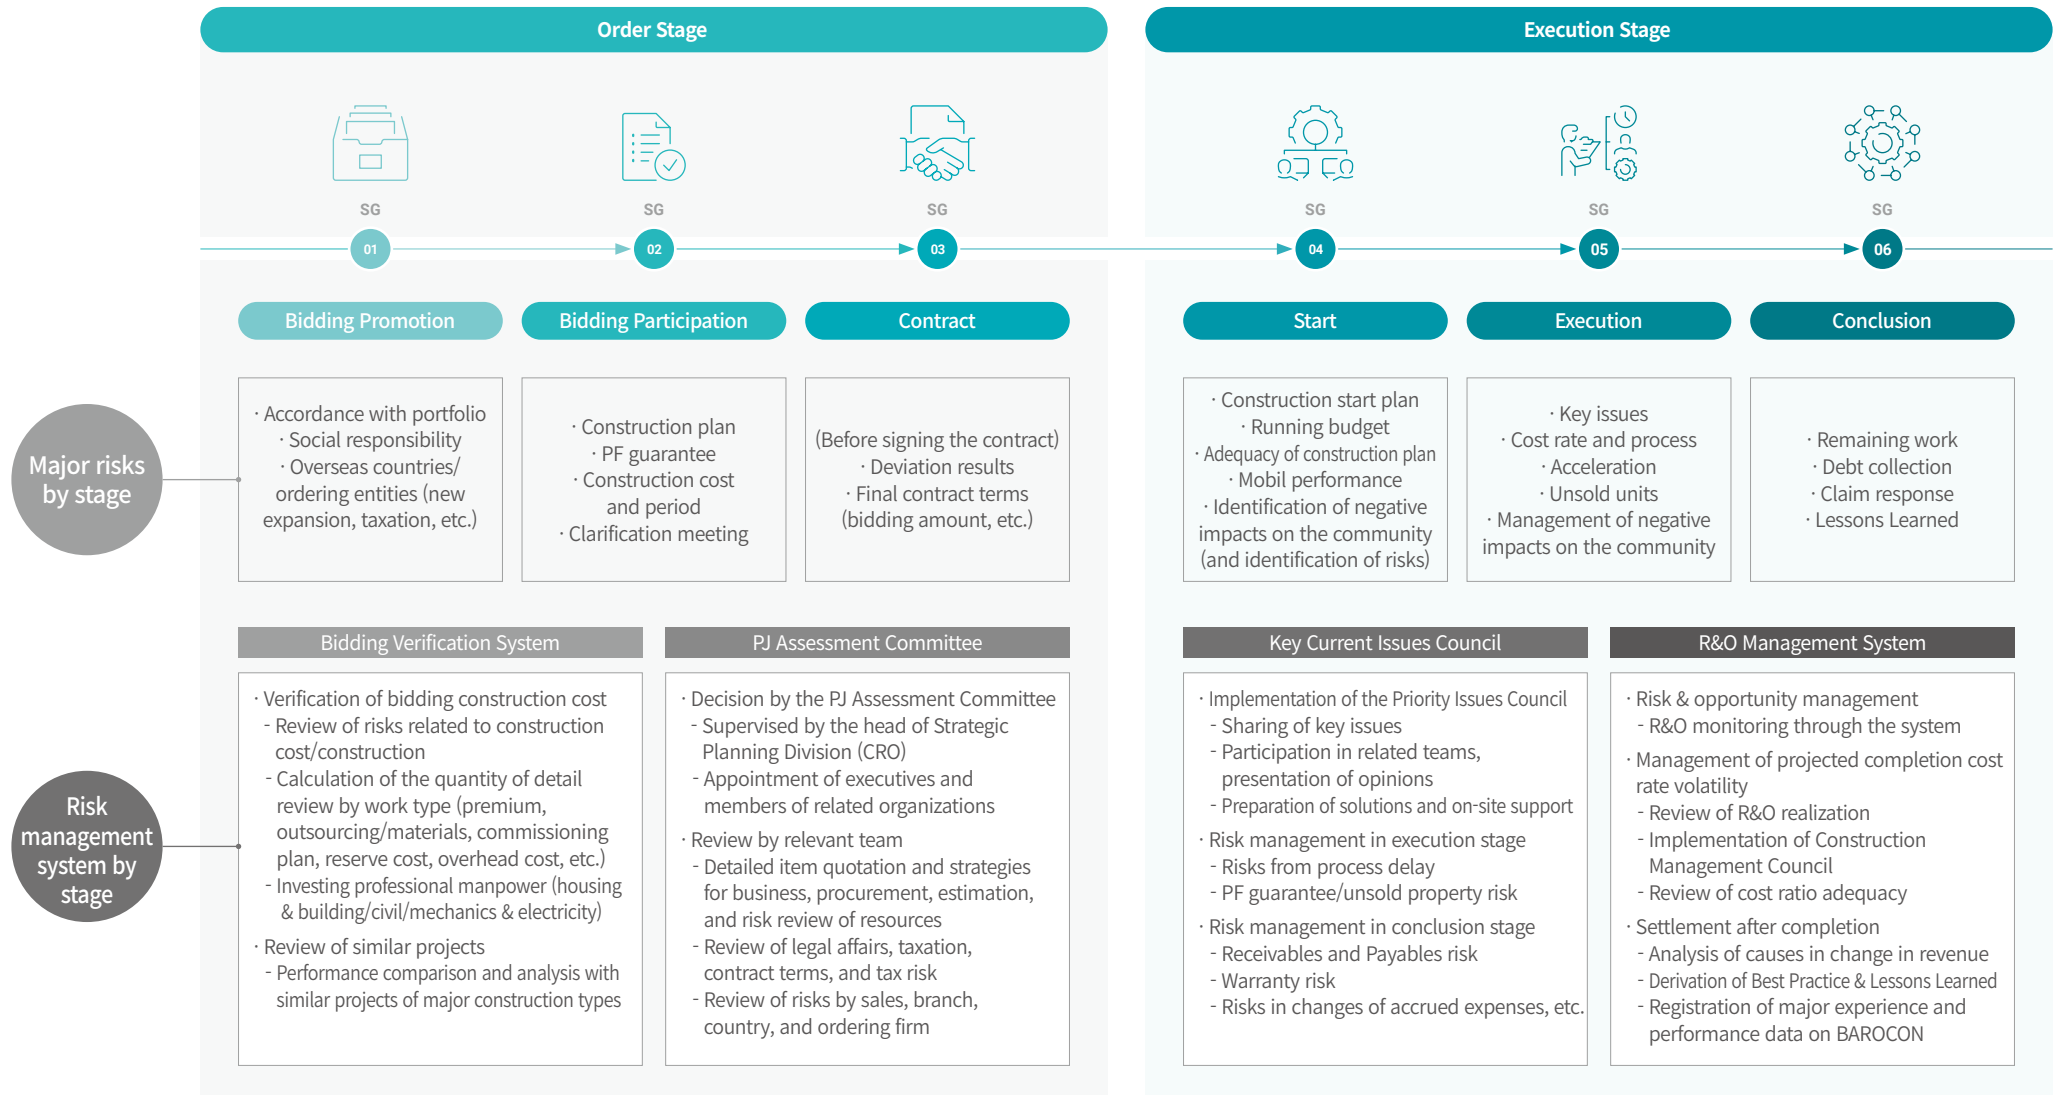 Order Stage
Execution Stage
SG
SG
SG
SG
SG
SG
01
02
03
04
05
06
Bidding Promotion
Bidding Participation
Contract
Start
Execution
Conclusion
Major risks
by stage
· Accordance with portfolio
· Social responsibility
· Overseas countries/
ordering entities (new
expansion, taxation, etc.)
· Construction plan
· PF guarantee
· Construction cost
and period
· Clarification meeting
(Before signing the contract)
· Deviation results
· Final contract terms
(bidding amount, etc.)
· Construction start plan
· Running budget
· Adequacy of construction plan
· Mobil performance
· Identification of negative
impacts on the community
(and identification of risks)
· Key issues
· Cost rate and process
· Acceleration
· Unsold units
· Management of negative
impacts on the community
· Remaining work
· Debt collection
· Claim response
· Lessons Learned
Risk
management
system by
stage
Bidding Verification System
· Verification of bidding construction cost
- Review of risks related to construction
cost/construction
- Calculation of the quantity of detail
review by work type (premium,
outsourcing/materials, commissioning
plan, reserve cost, overhead cost, etc.)
- Investing professional manpower (housing
& building/civil/mechanics & electricity)
· Review of similar projects
- Performance comparison and analysis with
similar projects of major construction types
PJ Assessment Committee
· Decision by the PJ Assessment Committee
- Supervised by the head of Strategic
Planning Division (CRO)
- Appointment of executives and
members of related organizations
· Review by relevant team
- Detailed item quotation and strategies
for business, procurement, estimation,
and risk review of resources
- Review of legal affairs, taxation,
contract terms, and tax risk
- Review of risks by sales, branch,
country, and ordering firm
Key Current Issues Council
· Implementation of the Priority Issues Council
- Sharing of key issues
- Participation in related teams,
presentation of opinions
- Preparation of solutions and on-site support
· Risk management in execution stage
- Risks from process delay
- PF guarantee/unsold property risk
· Risk management in conclusion stage
- Receivables and Payables risk
- Warranty risk
- Risks in changes of accrued expenses, etc.
R&O Management System
· Risk & opportunity management
- R&O monitoring through the system
· Management of projected completion cost
rate volatility
- Review of R&O realization
- Implementation of Construction
Management Council
- Review of cost ratio adequacy
· Settlement after completion
- Analysis of causes in change in revenue
- Derivation of Best Practice & Lessons Learned
- Registration of major experience and
performance data on BAROCON